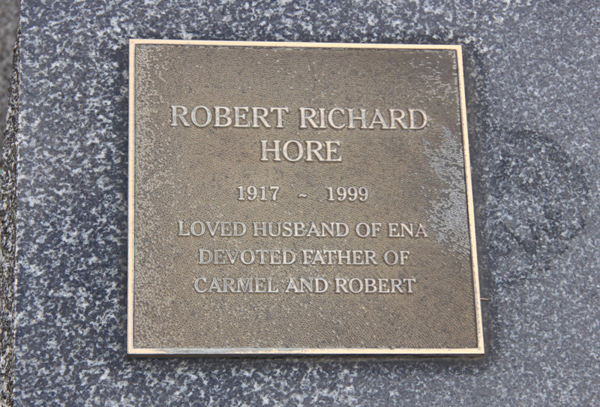 ROBERT RICHARD
HORE
1917 ~ 1999
LOVED HUSBAND OF ENA
DEVOTED FATHER OF
CARMEL AND ROBERT